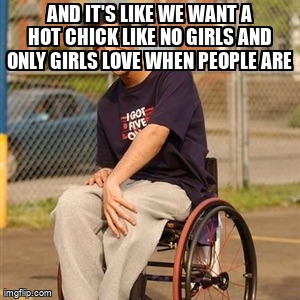 AND IT'S LIKE WE WANT A
HOT CHICK LIKE NO GIRLS AND
ONLY GIRLS LOVE WHEN PEOPLE ARE
I GOT
FIVE
ON
imgflip.com